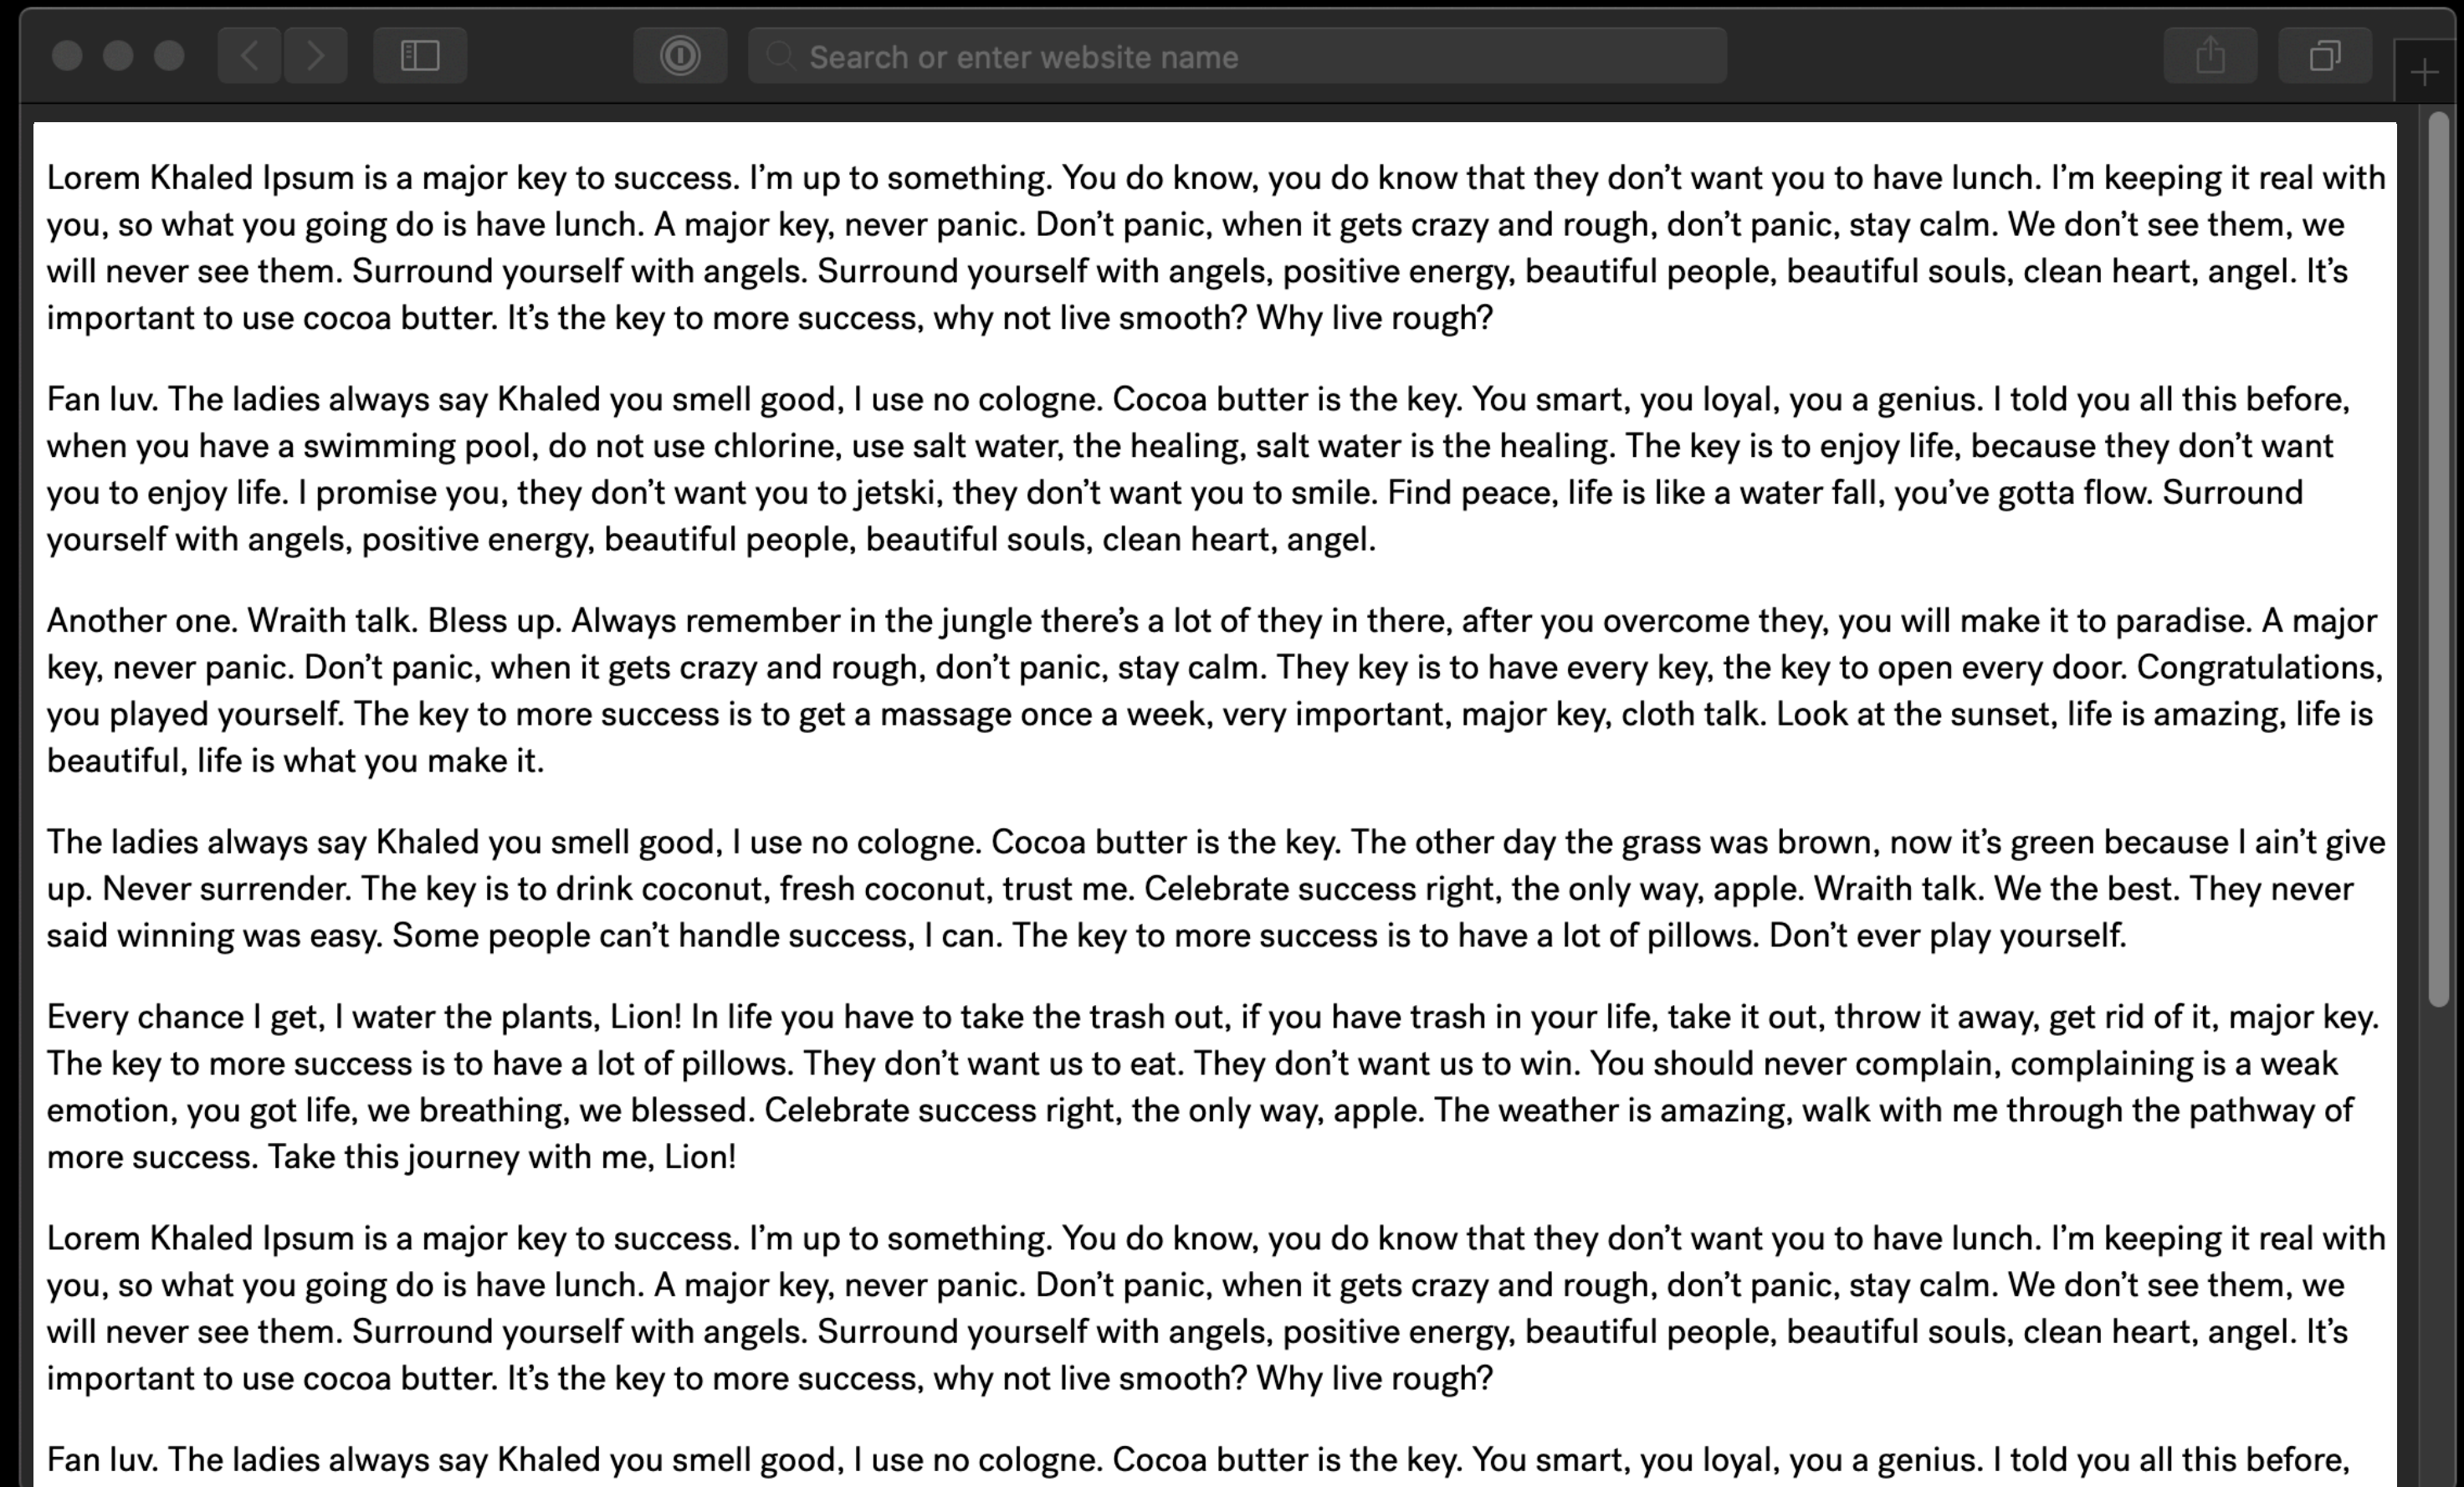 Search or enter website name
Lorem Khaled Ipsum is a major key to success. I’m up to something. You do know, you do know that they don’t want you to have lunch. I’m keeping it real with
you, so what you going do is have lunch. A major key, never panic. Don’t panic, when it gets crazy and rough, don’t panic, stay calm. We don’t see them, we
will never see them. Surround yourself with angels. Surround yourself with angels, positive energy, beautiful people, beautiful souls, clean heart, angel. It’s
important to use cocoa butter. It’s the key to more success, why not live smooth? Why live rough?
Fan luv. The ladies always say Khaled you smell good, I use no cologne. Cocoa butter is the key. You smart, you loyal, you a genius. I told you all this before,
when you have a swimming pool, do not use chlorine, use salt water, the healing, salt water is the healing. The key is to enjoy life, because they don’t want
you to enjoy life. I promise you, they don’t want you to jetski, they don’t want you to smile. Find peace, life is like a water fall, you’ve gotta flow. Surround
yourself with angels, positive energy, beautiful people, beautiful souls, clean heart, angel.
Another one. Wraith talk. Bless up. Always remember in the jungle there’s a lot of they in there, after you overcome they, you will make it to paradise. A major
key, never panic. Don’t panic, when it gets crazy and rough, don’t panic, stay calm. They key is to have every key, the key to open every door. Congratulations,
you played yourself. The key to more success is to get a massage once a week, very important, major key, cloth talk. Look at the sunset, life is amazing, life is
beautiful, life is what you make it.
The ladies always say Khaled you smell good, I use no cologne. Cocoa butter is the key. The other day the grass was brown, now it’s green because I ain’t give
up. Never surrender. The key is to drink coconut, fresh coconut, trust me. Celebrate success right, the only way, apple. Wraith talk. We the best. They never
said winning was easy. Some people can’t handle success, I can. The key to more success is to have a lot of pillows. Don’t ever play yourself.
Every chance I get, I water the plants, Lion! In life you have to take the trash out, if you have trash in your life, take it out, throw it away, get rid of it, major key.
The key to more success is to have a lot of pillows. They don’t want us to eat. They don’t want us to win. You should never complain, complaining is a weak
emotion, you got life, we breathing, we blessed. Celebrate success right, the only way, apple. The weather is amazing, walk with me through the pathway of
more success. Take this journey with me, Lion!
Lorem Khaled Ipsum is a major key to success. I’m up to something. You do know, you do know that they don’t want you to have lunch. I’m keeping it real with
you, so what you going do is have lunch. A major key, never panic. Don’t panic, when it gets crazy and rough, don’t panic, stay calm. We don’t see them, we
will never see them. Surround yourself with angels. Surround yourself with angels, positive energy, beautiful people, beautiful souls, clean heart, angel. It’s
important to use cocoa butter. It’s the key to more success, why not live smooth? Why live rough?
Fan luv. The ladies always say Khaled you smell good, I use no cologne. Cocoa butter is the key. You smart, you loyal, you a genius. I told you all this before,